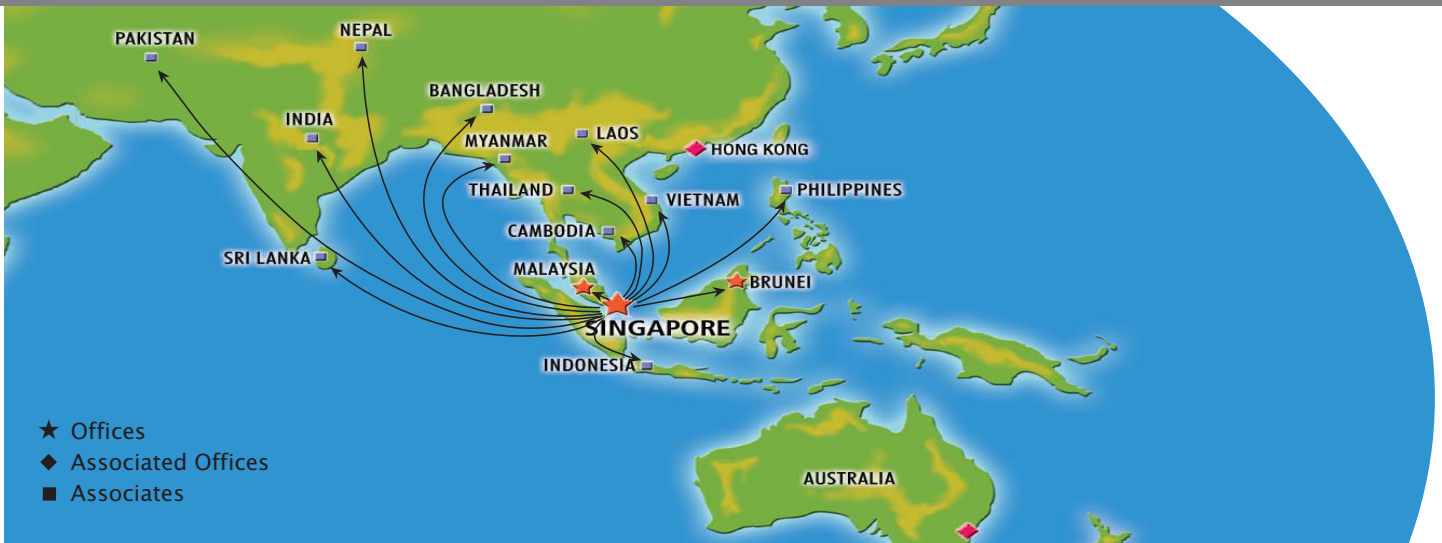 PAKISTAN
NEPAL
BANGLADESH
INDIA
MYANMAR
LAOS
HONG KONG
THAILAND
VIETNAM
PHILIPPINES
CAMBODIA
SRI LANKA
MALAYSIA
BRUNEI
SINGAPORE
INDONESIA
Offices
Associated Offices
AUSTRALIA
Associates